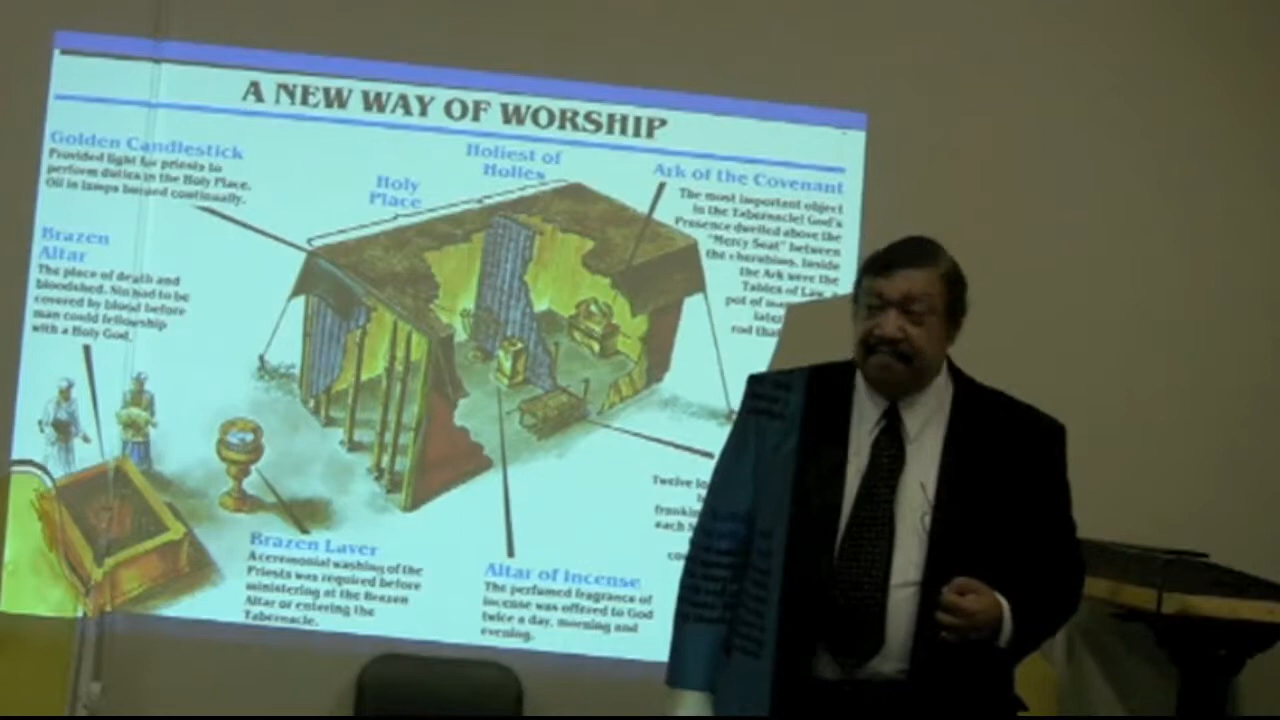 A NEW WAY OF WORSHIP
Golden Candlestick
Provided light for priests to
perform duties in the Holy Place.
Oil in lamps burned continually.
Holy
Place
Holiest of
Holies
Ark of the Covenant
The most important object
in the Tabernacle! God's
Presence dwelled above the
"Mercy Seat" between
the cherubims. Inside
the Ark were the
Tables of Law,
pot of
rod
Brazen
Altar
The place of death and
bloodshed. Sin had to be
covered by blood before
man could fellowship
with a Holy God.
Twelve
each
Brazen Laver
A ceremonial washing of the
Priests was required before
ministering at the Brazen
Altar or entering the
Tabernacle.
Altar of Incense
The perfumed fragrance of
incense was offered to God
twice a day, morning and
evening.